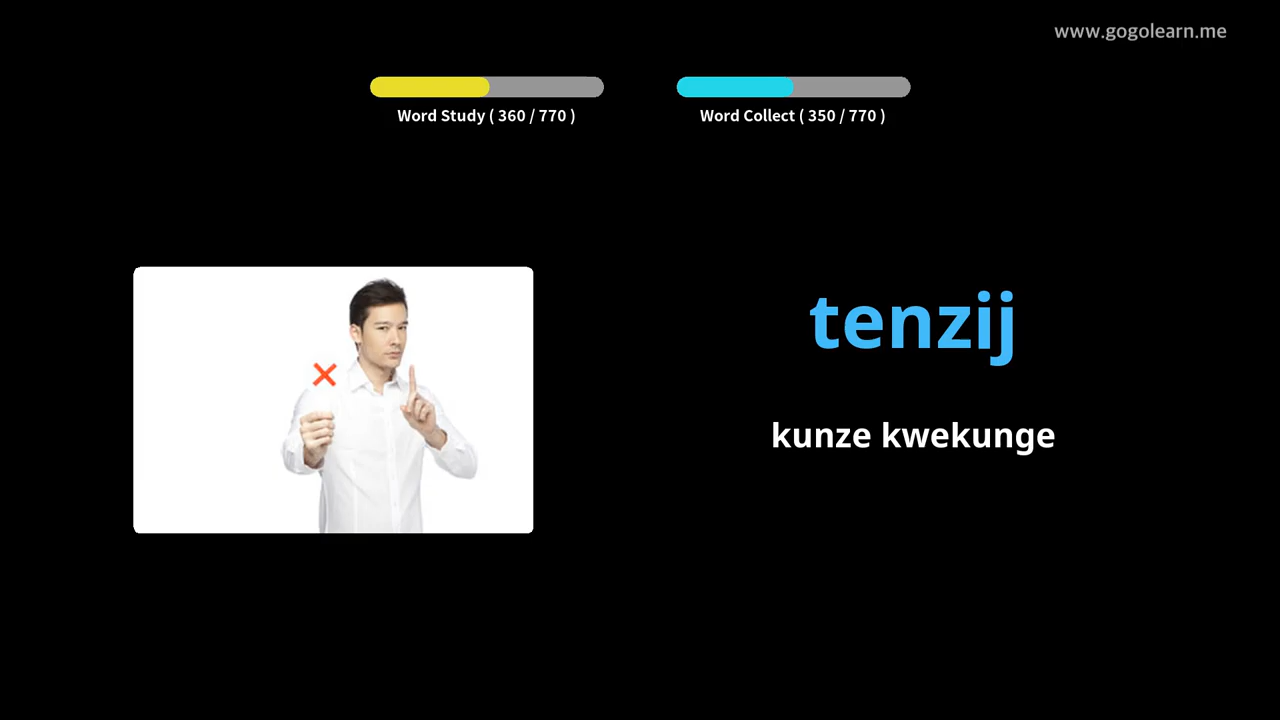 www.gogolearn.me
Word Study ( 360 / 770 )
Word Collect ( 350 / 770 )
tenzij
kunze kwekunge